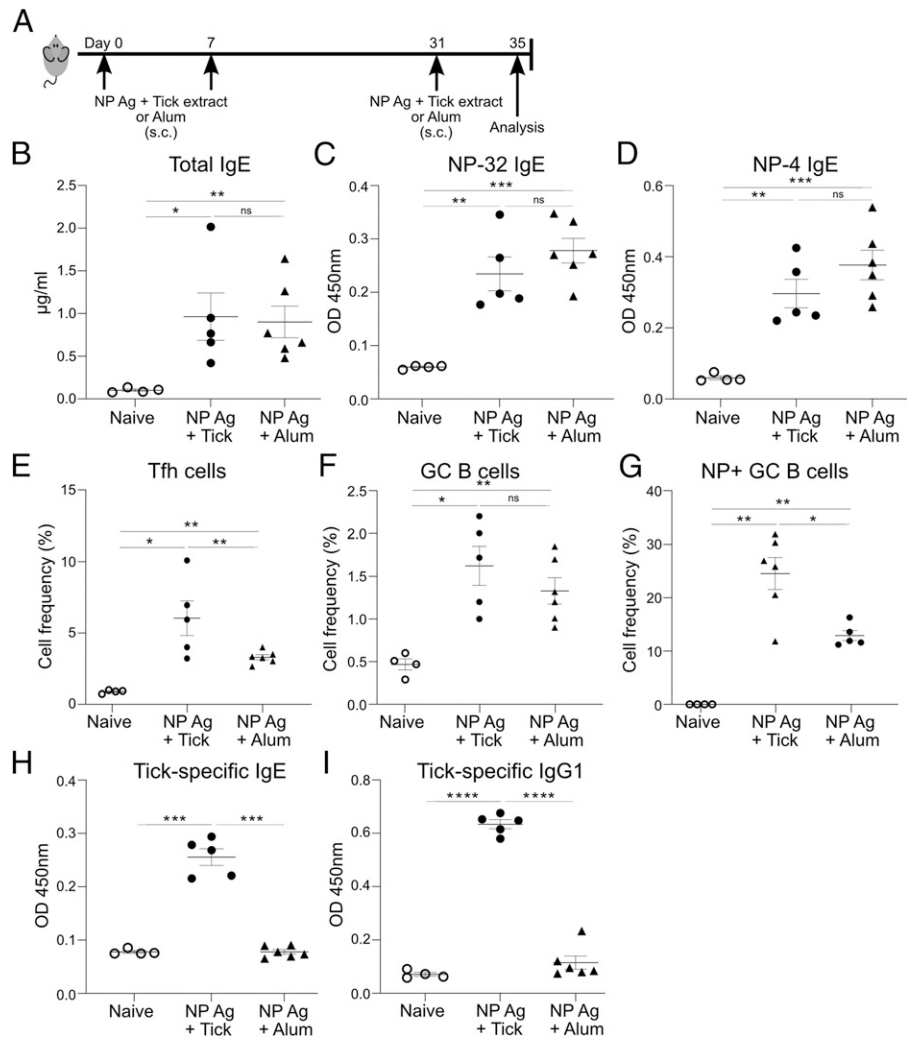 A
Day 0 7 31 35
NP Ag + Tick extract
or Alum
(s.c.)
NP Ag + Tick extract
or Alum
(s.c.)
Analysis
B
Total IgE
**
* ns
µg/ml
2.5
2.0
1.5
1.0
0.5
0.0
Naive
NP Ag
+ Tick
NP Ag
+ Alum
C
NP-32 IgE
***
** ns
OD 450nm
0.4
0.3
0.2
0.1
0.0
Naive
NP Ag
+ Tick
NP Ag
+ Alum
D
NP-4 IgE
***
** ns
OD 450nm
0.6
0.4
0.2
0.0
Naive
NP Ag
+ Tick
NP Ag
+ Alum
E
Tfh cells
**
* **
Cell frequency (%)
15
10
5
0
Naive
NP Ag
+ Tick
NP Ag
+ Alum
F
GC B cells
**
* ns
Cell frequency (%)
2.5
2.0
1.5
1.0
0.5
0.0
Naive
NP Ag
+ Tick
NP Ag
+ Alum
G
NP+ GC B cells
**
** *
Cell frequency (%)
40
30
20
10
0
Naive
NP Ag
+ Tick
NP Ag
+ Alum
H
Tick-specific IgE
*** ***
OD 450nm
0.4
0.3
0.2
0.1
0.0
Naive
NP Ag
+ Tick
NP Ag
+ Alum
I
Tick-specific IgG1
**** ****
OD 450nm
0.8
0.6
0.4
0.2
0.0
Naive
NP Ag
+ Tick
NP Ag
+ Alum